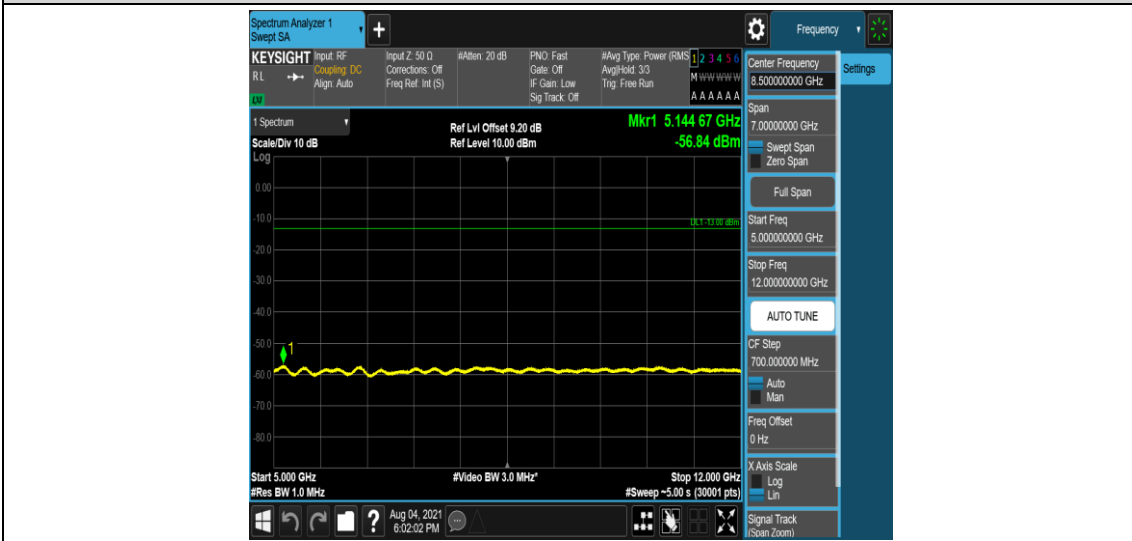 Spectrum Analyzer 1
Swept SA
+
Frequency
KEYSIGHT
RL
LXI
Input: RF
Coupling: DC
Align: Auto
Input Z: 50 Ω
Corrections: Off
Freq Ref: Int (S)
#Atten: 20 dB
PNO: Fast
Gate: Off
IF Gain: Low
Sig Track: Off
#Avg Type: Power (RMS
Avg|Hold: 3/3
Trig: Free Run
1 2 3 4 5 6
M W W W W W
A A A A A A
1 Spectrum
Scale/Div 10 dB
Log
Ref Lvl Offset 9.20 dB
Ref Level 10.00 dBm
Mkr1 5.144 67 GHz
-56.84 dBm
0.00
-10.0
DL1 -13.00 dBm
-20.0
-30.0
-40.0
-50.0
1
-60.0
-70.0
-80.0
Start 5.000 GHz
#Res BW 1.0 MHz
#Video BW 3.0 MHz*
Stop 12.000 GHz
#Sweep ~5.00 s (30001 pts)
?
Aug 04, 2021
6:02:02 PM
Center Frequency
8.500000000 GHz
Settings
Span
7.00000000 GHz
Swept Span
Zero Span
Full Span
Start Freq
5.000000000 GHz
Stop Freq
12.000000000 GHz
AUTO TUNE
CF Step
700.000000 MHz
Auto
Man
Freq Offset
0 Hz
X Axis Scale
Log
Lin
Signal Track
(Span Zoom)